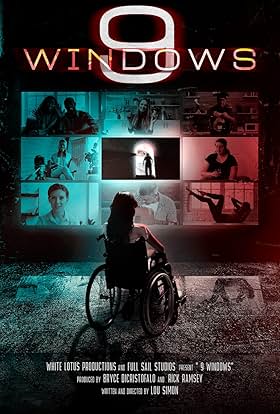 9
WINDOWS
WHITE LOTUS PRODUCTIONS AND FULL SAIL STUDIOS PRESENT "9 WINDOWS"
PRODUCED BY BRYCE DICRISTOFALO AND RICK RAMSEY
WRITTEN AND DIRECTED BY LOU SIMON